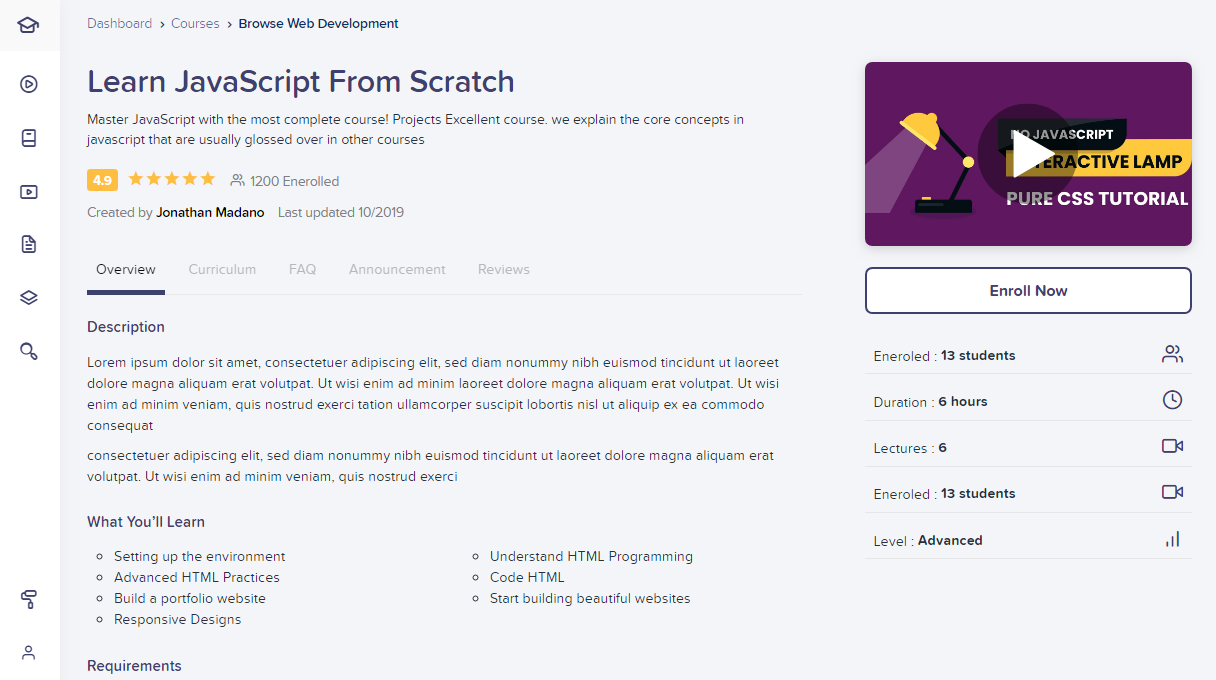 Dashboard › Courses › Browse Web Development
Learn JavaScript From Scratch
Master JavaScript with the most complete course! Projects Excellent course. we explain the core concepts in
javascript that are usually glossed over in other courses
4.9 1200 Enerolled
Created by Jonathan Madano Last updated 10/2019
Overview Curriculum FAQ Announcement Reviews
Description
Lorem ipsum dolor sit amet, consectetuer adipiscing elit, sed diam nonummy nibh euismod tincidunt ut laoreet
dolore magna aliquam erat volutpat. Ut wisi enim ad minim laoreet dolore magna aliquam erat volutpat. Ut wisi
enim ad minim veniam, quis nostrud exerci tation ullamcorper suscipit lobortis nisl ut aliquip ex ea commodo
consequat
consectetuer adipiscing elit, sed diam nonummy nibh euismod tincidunt ut laoreet dolore magna aliquam erat
volutpat. Ut wisi enim ad minim veniam, quis nostrud exerci
What You'll Learn
Setting up the environment
Advanced HTML Practices
Build a portfolio website
Responsive Designs
Understand HTML Programming
Code HTML
Start building beautiful websites
Requirements
NO JAVASCRIPT
INTERACTIVE LAMP
PURE CSS TUTORIAL
Enroll Now
Eneroled : 13 students
Duration : 6 hours
Lectures : 6
Eneroled : 13 students
Level : Advanced